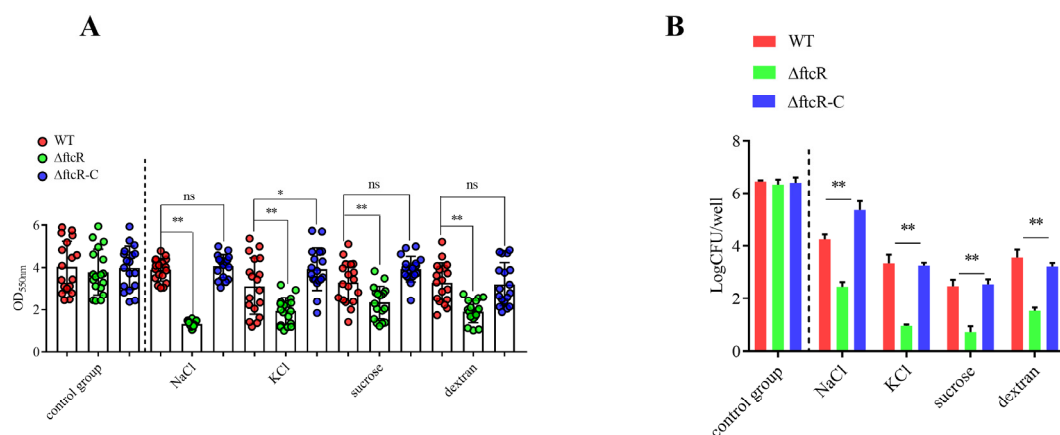 A
WT
ΔftcR
ΔftcR-C
OD550nm
6
4
2
0
ns
**
*
**
ns
**
ns
**
control group
NaCl
KCl
sucrose
dextran
B
WT
ΔftcR
ΔftcR-C
LogCFU/well
8
6
4
2
0
**
**
**
**
control group
NaCl
KCl
sucrose
dextran